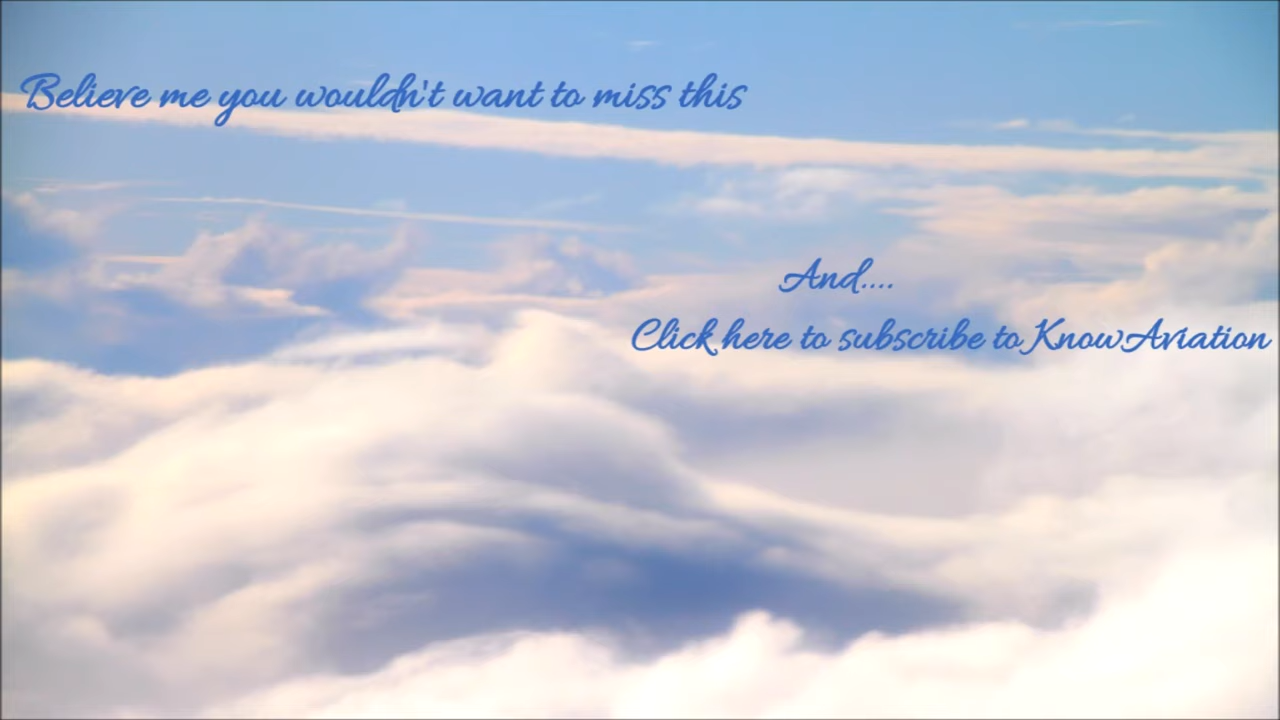 Believe me you wouldn't want to miss this
And....
Click here to subscribe to KnowAviation